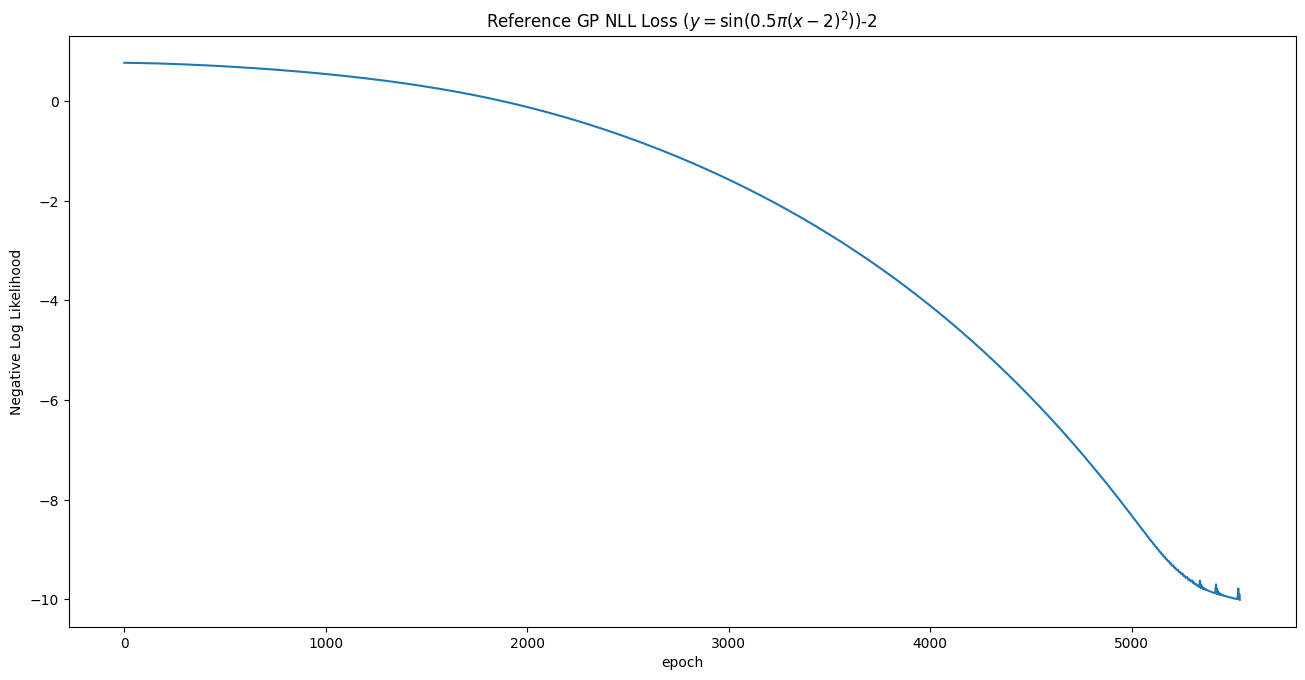 Reference GP NLL Loss ($y = \sin(0.5\pi(x-2)^2)$)-2
Negative Log Likelihood
0
−2
−4
−6
−8
−10
0 1000 2000 3000 4000 5000
epoch